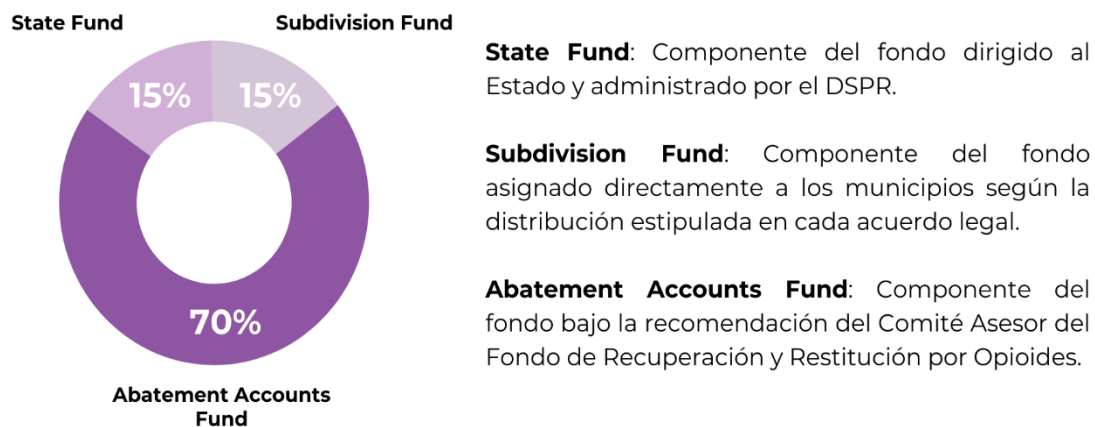 State Fund
Subdivision Fund
15%
15%
70%
Abatement Accounts
Fund
State Fund: Componente del fondo dirigido al
Estado y administrado por el DSPR.
Subdivision Fund: Componente del fondo
asignado directamente a los municipios según la
distribución estipulada en cada acuerdo legal.
Abatement Accounts Fund: Componente del
fondo bajo la recomendación del Comité Asesor del
Fondo de Recuperación y Restitución por Opioides.